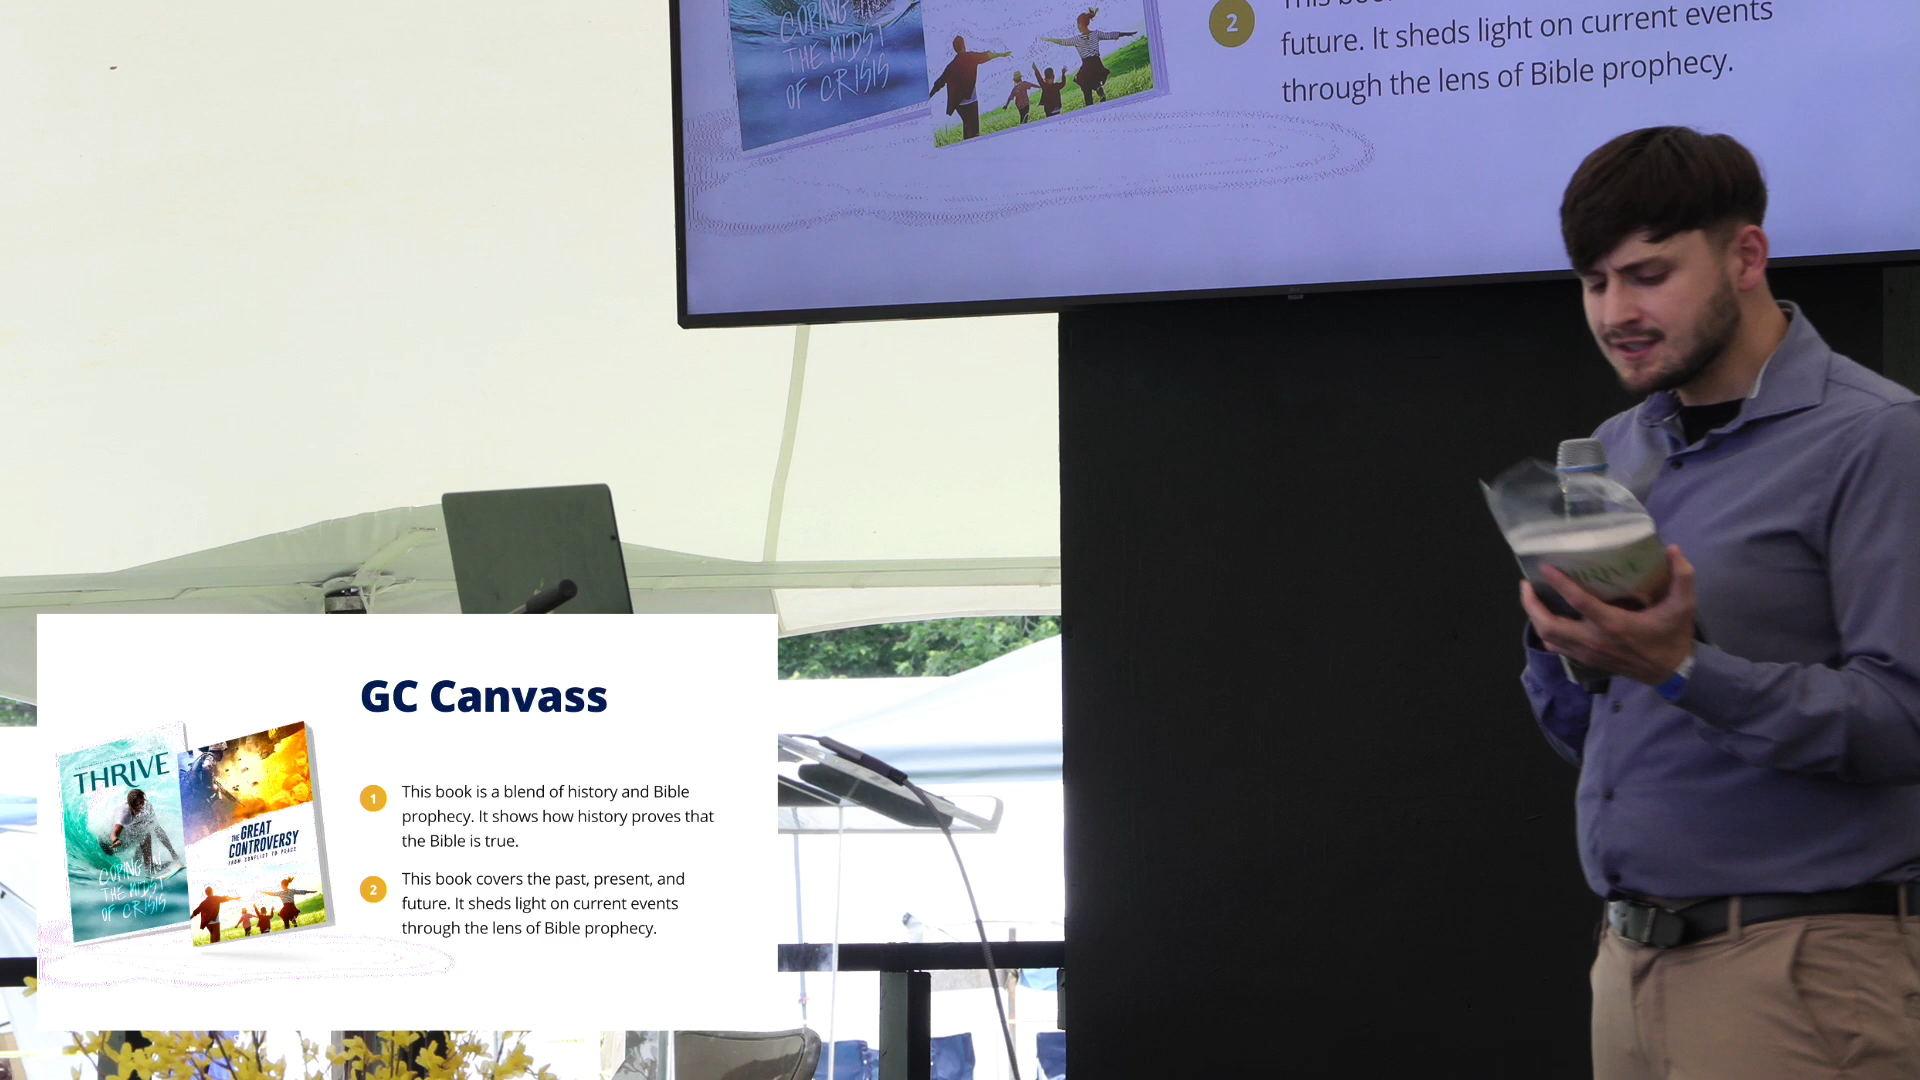 COPING IN
THE MIDST
OF CRISIS
2
future. It sheds light on current events
through the lens of Bible prophecy.
THRIVE
GC Canvass
THRIVE
COPING IN
THE MIDST
OF CRISIS
THE GREAT
CONTROVERSY
FROM CONFLICT TO PEACE
1
This book is a blend of history and Bible
prophecy. It shows how history proves that
the Bible is true.
2
This book covers the past, present, and
future. It sheds light on current events
through the lens of Bible prophecy.